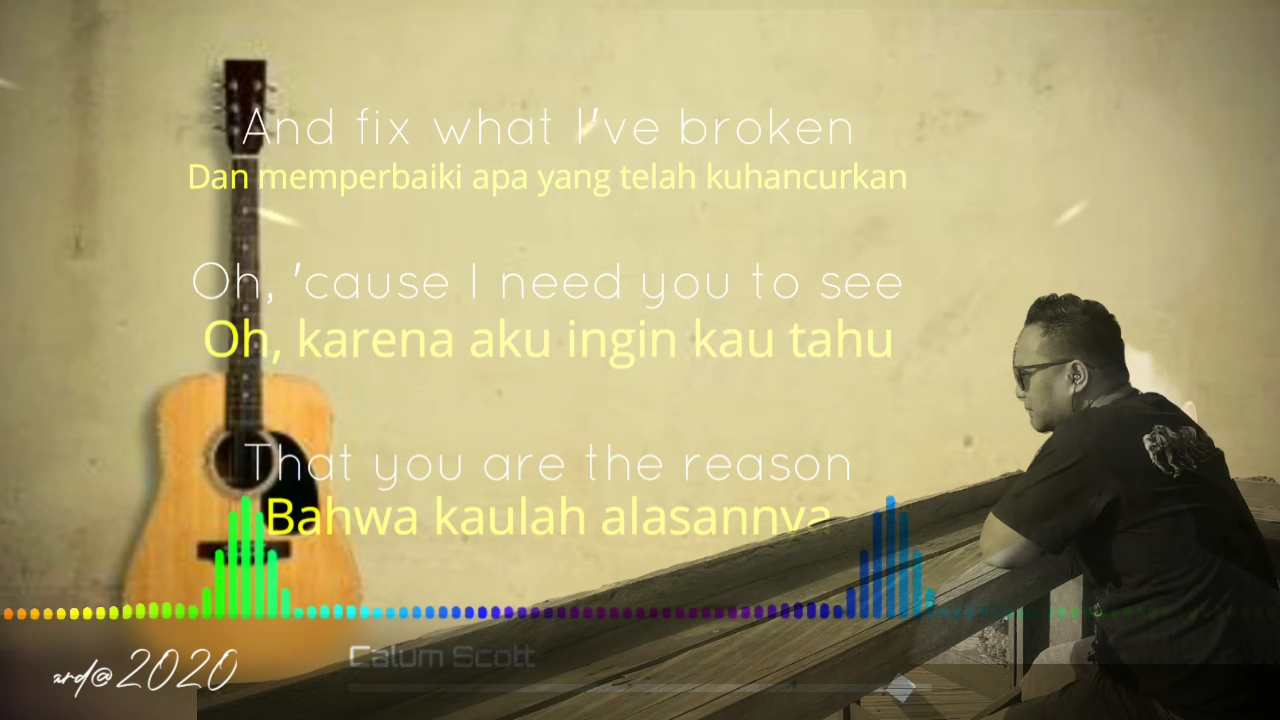 And fix what I've broken
Dan memperbaiki apa yang telah kuhancurkan
Oh, 'cause I need you to see
Oh, karena aku ingin kau tahu
That you are the reason
Bahwa kaulah alasannya
Calum Scott
ard@2020